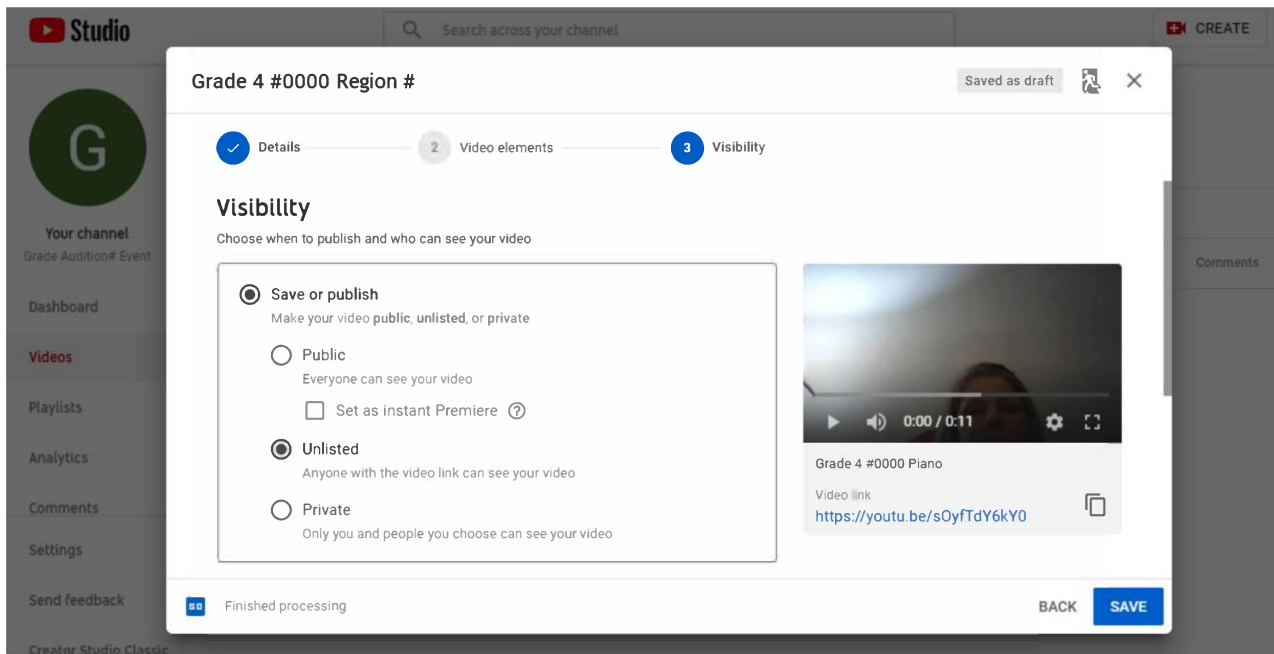 Studio
Search across your channel
CREATE
Grade 4 #0000 Region #
Saved as draft
Details
2 Video elements
3 Visibility
G
Your channel
Grade Audition# Event
Dashboard
Videos
Playlists
Analytics
Comments
Settings
Send feedback
Creator Studio Classic
Visibility
Choose when to publish and who can see your video
Save or publish
Make your video public, unlisted, or private
Public
Everyone can see your video
Set as instant Premiere ?
Unlisted
Anyone with the video link can see your video
Private
Only you and people you choose can see your video
0:00 / 0:11
Grade 4 #0000 Piano
Video link
https://youtu.be/sOyfTdY6kY0
Comments
SD Finished processing
BACK
SAVE